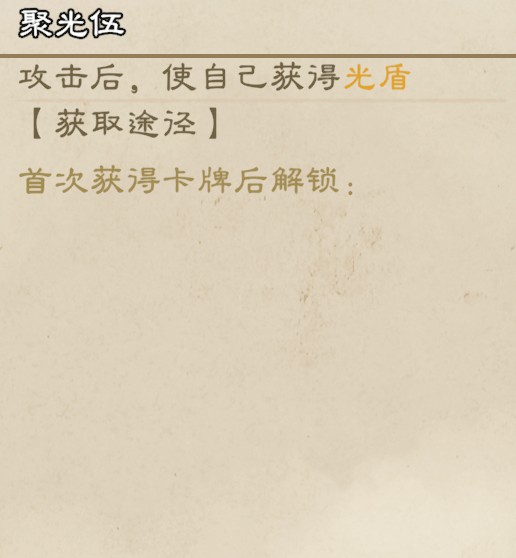 聚光伍
攻击后，使自己获得光盾
【获取途径】
首次获得卡牌后解锁：